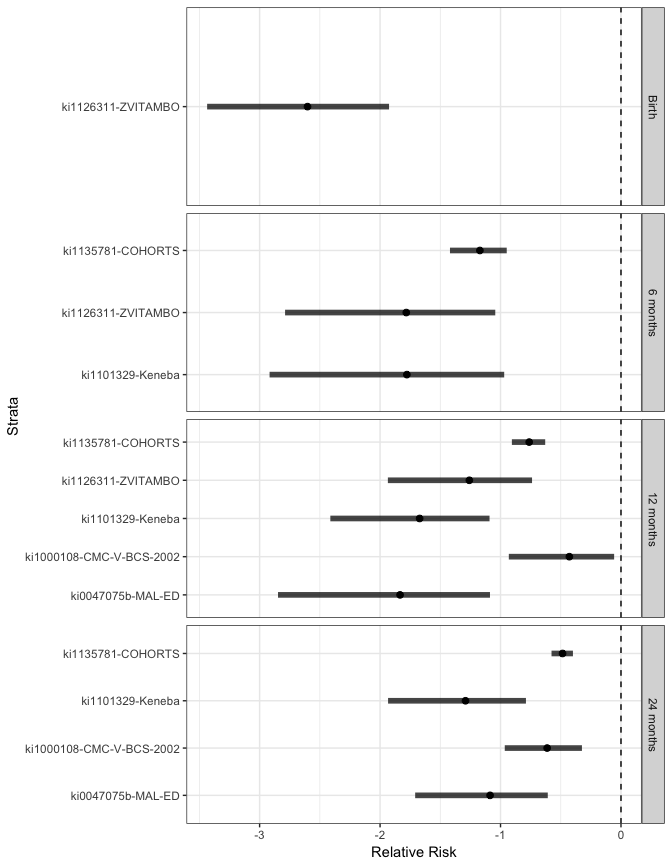 Birth
ki1126311-ZVITAMBO
6 months
ki1135781-COHORTS
ki1126311-ZVITAMBO
ki1101329-Keneba
Strata
12 months
ki1135781-COHORTS
ki1126311-ZVITAMBO
ki1101329-Keneba
ki1000108-CMC-V-BCS-2002
ki0047075b-MAL-ED
24 months
ki1135781-COHORTS
ki1101329-Keneba
ki1000108-CMC-V-BCS-2002
ki0047075b-MAL-ED
-3 -2 -1 0
Relative Risk